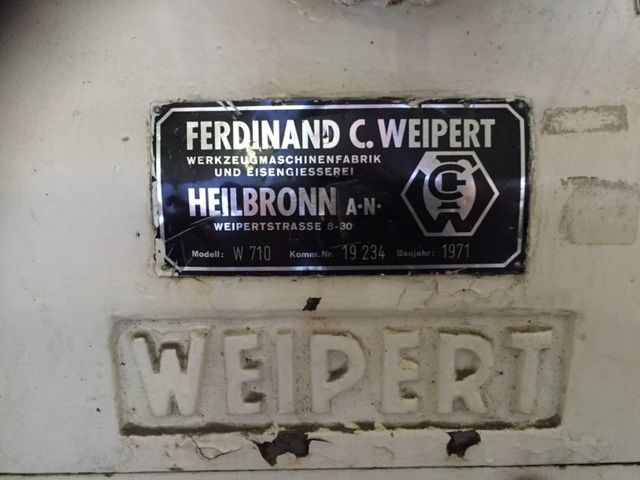 FERDINAND C. WEIPERT
WERKZEUGMASCHINENFABRIK
UND EISENGIESSEREI
HEILBRONN A·N·
WEIPERTSTRASSE 8-30
Modell: W 710 Komm. Nr. 19 234 Baujahr: 1971
WEIPERT